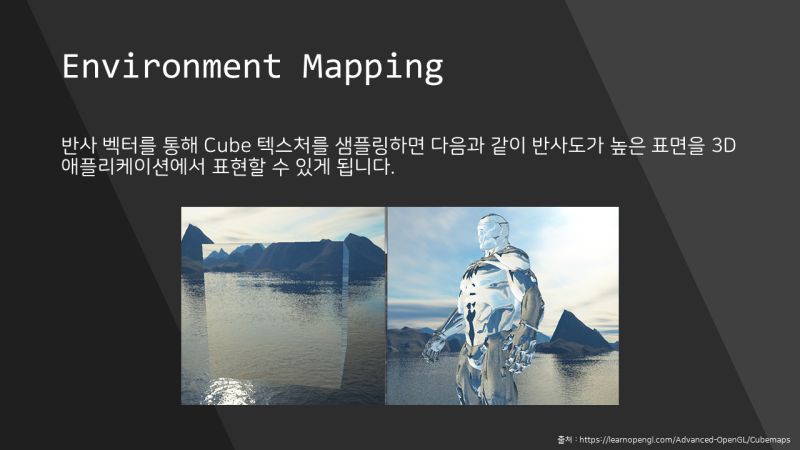 Environment Mapping
반사 벡터를 통해 Cube 텍스처를 샘플링하면 다음과 같이 반사도가 높은 표면을 3D
애플리케이션에서 표현할 수 있게 됩니다.
출처 : https://learnopengl.com/Advanced-OpenGL/Cubemaps